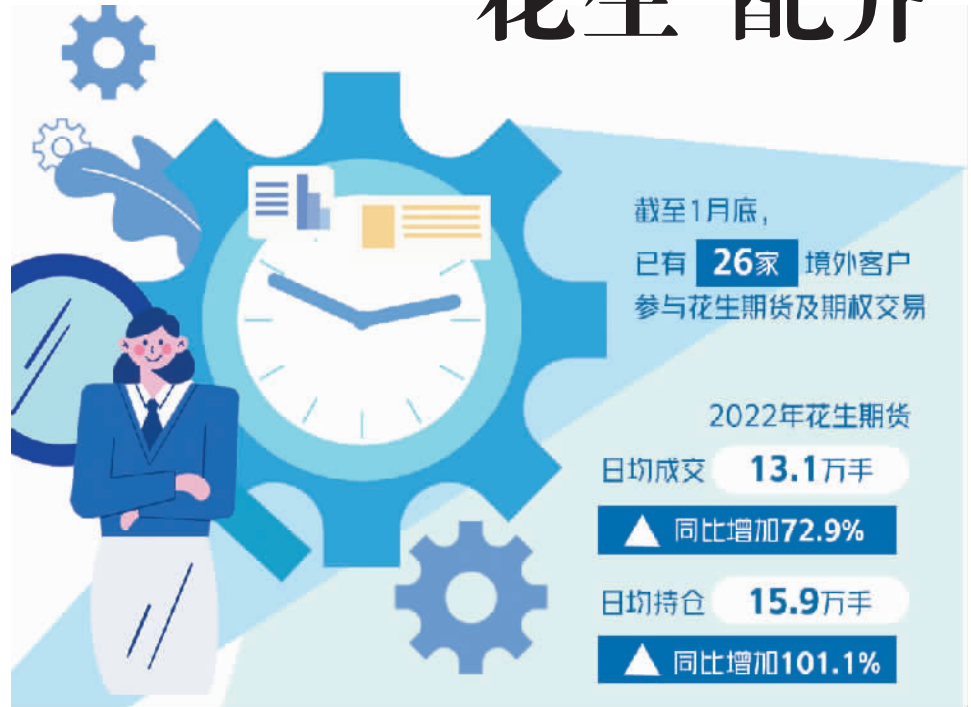 截至1月底，
已有 26家 境外客户
参与花生期货及期权交易
2022年花生期货
日均成交 13.1万手
▲ 同比增加72.9%
日均持仓 15.9万手
▲ 同比增加101.1%